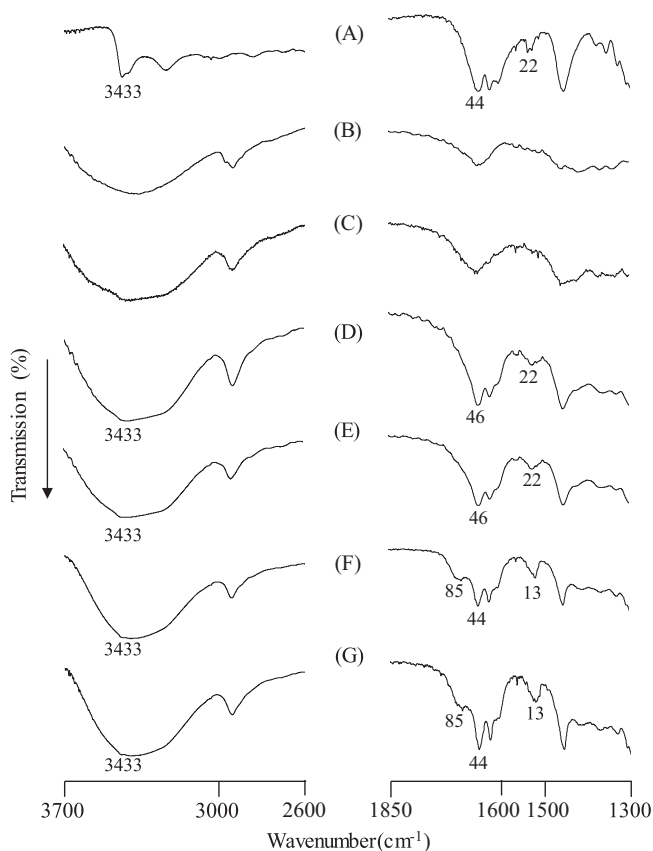 (A)
3433
44
22
(B)
(C)
(D)
3433
46
22
(E)
3433
46
22
(F)
3433
85
44
13
(G)
3433
85
44
13
Transmission (%)
3700 3000 2600 1850 1600 1500 1300
Wavenumber(cm-1)